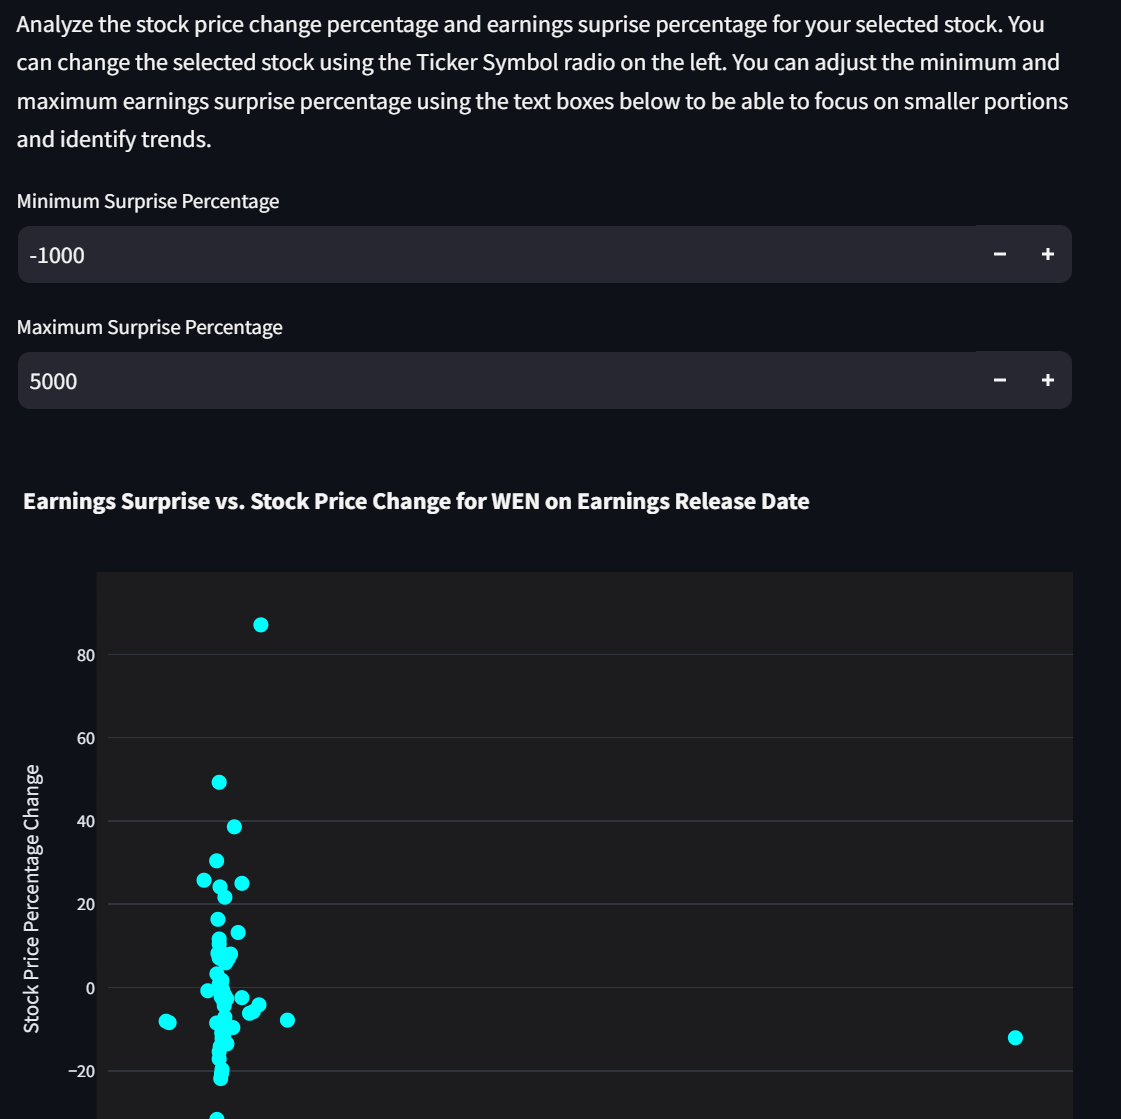 Analyze the stock price change percentage and earnings suprise percentage for your selected stock. You
can change the selected stock using the Ticker Symbol radio on the left. You can adjust the minimum and
maximum earnings surprise percentage using the text boxes below to be able to focus on smaller portions
and identify trends.
Minimum Surprise Percentage
-1000
− +
Maximum Surprise Percentage
5000
− +
Earnings Surprise vs. Stock Price Change for WEN on Earnings Release Date
Stock Price Percentage Change
80
60
40
20
0
−20